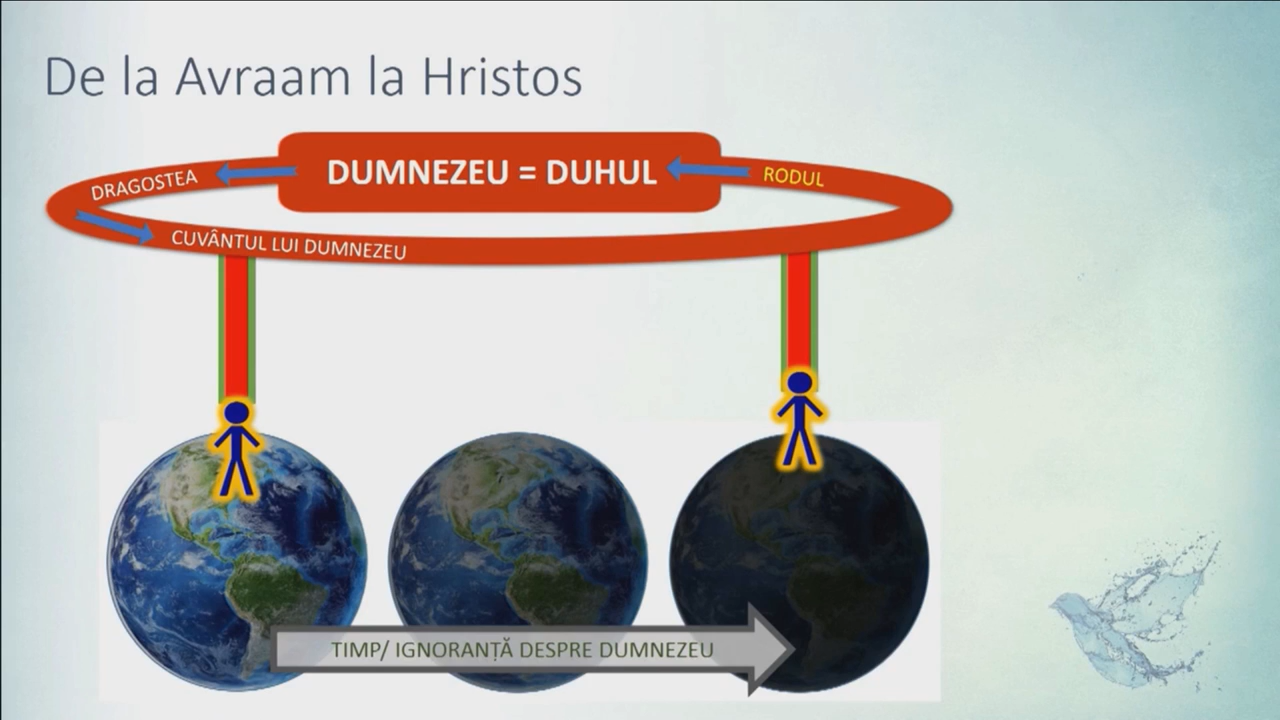 De la Avraam la Hristos
DUMNEZEU = DUHUL
DRAGOSTEA
RODUL
CUVÂNTUL LUI DUMNEZEU
TIMP/ IGNORANȚĂ DESPRE DUMNEZEU